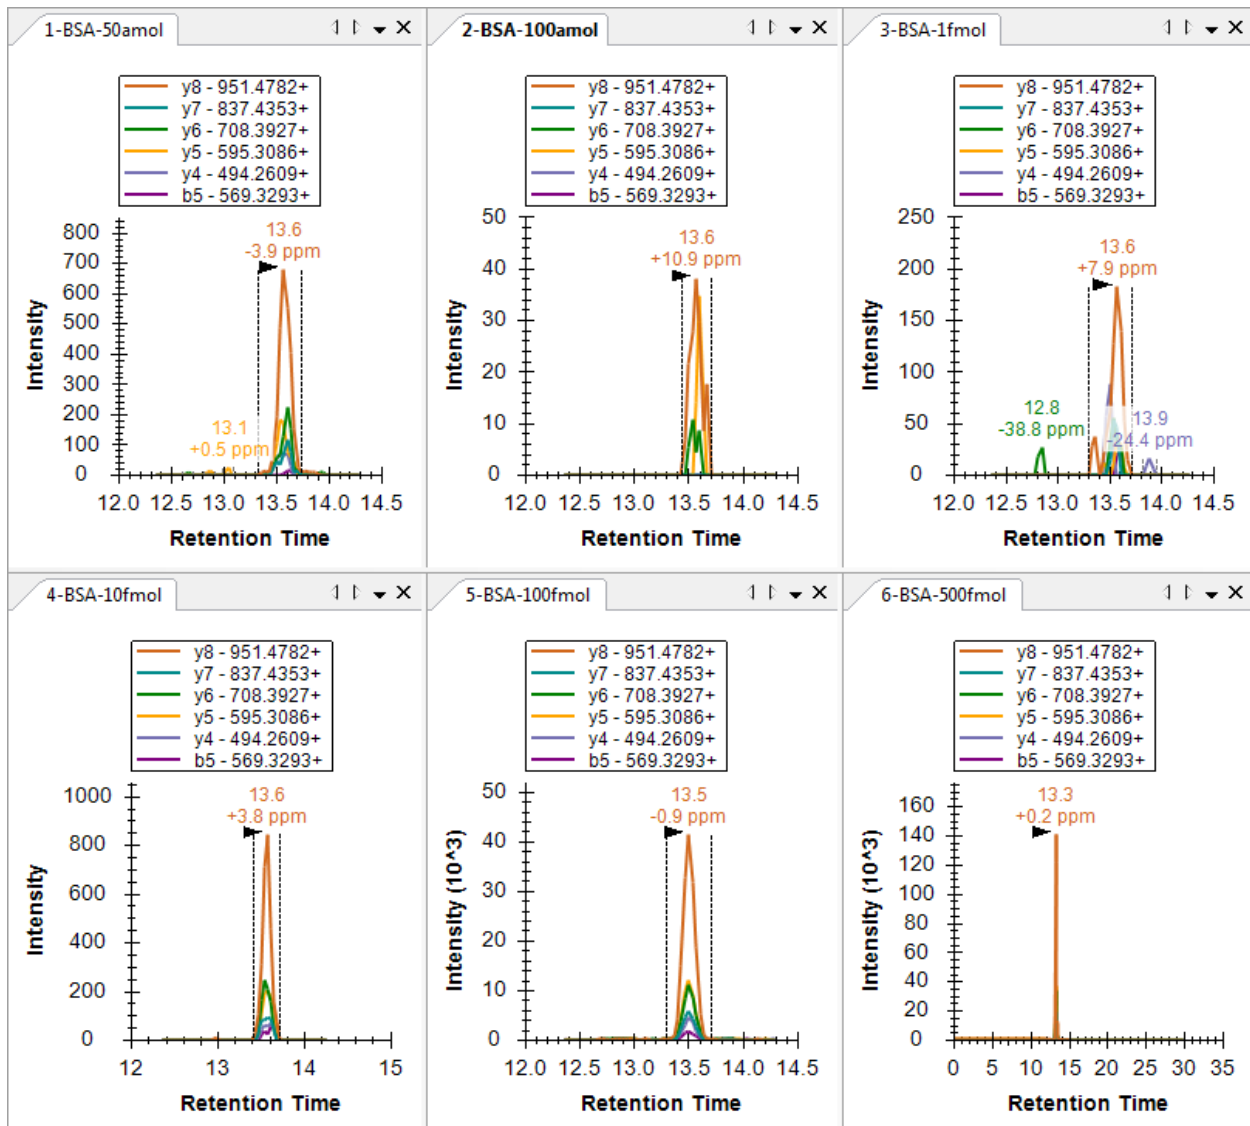 1-BSA-50amol
y8 - 951.4782+
y7 - 837.4353+
y6 - 708.3927+
y5 - 595.3086+
y4 - 494.2609+
b5 - 569.3293+
13.6
-3.9 ppm
13.1
+0.5 ppm
800
700
600
500
400
300
200
100
0
Intensity
12.0 12.5 13.0 13.5 14.0 14.5
Retention Time
2-BSA-100amol
y8 - 951.4782+
y7 - 837.4353+
y6 - 708.3927+
y5 - 595.3086+
y4 - 494.2609+
b5 - 569.3293+
13.6
+10.9 ppm
50
40
30
20
10
0
Intensity
12.0 12.5 13.0 13.5 14.0 14.5
Retention Time
3-BSA-1fmol
y8 - 951.4782+
y7 - 837.4353+
y6 - 708.3927+
y5 - 595.3086+
y4 - 494.2609+
b5 - 569.3293+
13.6
+7.9 ppm
12.8
-38.8 ppm
13.9
-24.4 ppm
250
200
150
100
50
0
Intensity
12.0 12.5 13.0 13.5 14.0 14.5
Retention Time
4-BSA-10fmol
y8 - 951.4782+
y7 - 837.4353+
y6 - 708.3927+
y5 - 595.3086+
y4 - 494.2609+
b5 - 569.3293+
13.6
+3.8 ppm
1000
800
600
400
200
0
Intensity
12 13 14 15
Retention Time
5-BSA-100fmol
y8 - 951.4782+
y7 - 837.4353+
y6 - 708.3927+
y5 - 595.3086+
y4 - 494.2609+
b5 - 569.3293+
13.5
-0.9 ppm
50
40
30
20
10
0
Intensity (10^3)
12.0 12.5 13.0 13.5 14.0 14.5
Retention Time
6-BSA-500fmol
y8 - 951.4782+
y7 - 837.4353+
y6 - 708.3927+
y5 - 595.3086+
y4 - 494.2609+
b5 - 569.3293+
13.3
+0.2 ppm
160
140
120
100
80
60
40
20
0
Intensity (10^3)
0 5 10 15 20 25 30 35
Retention Time